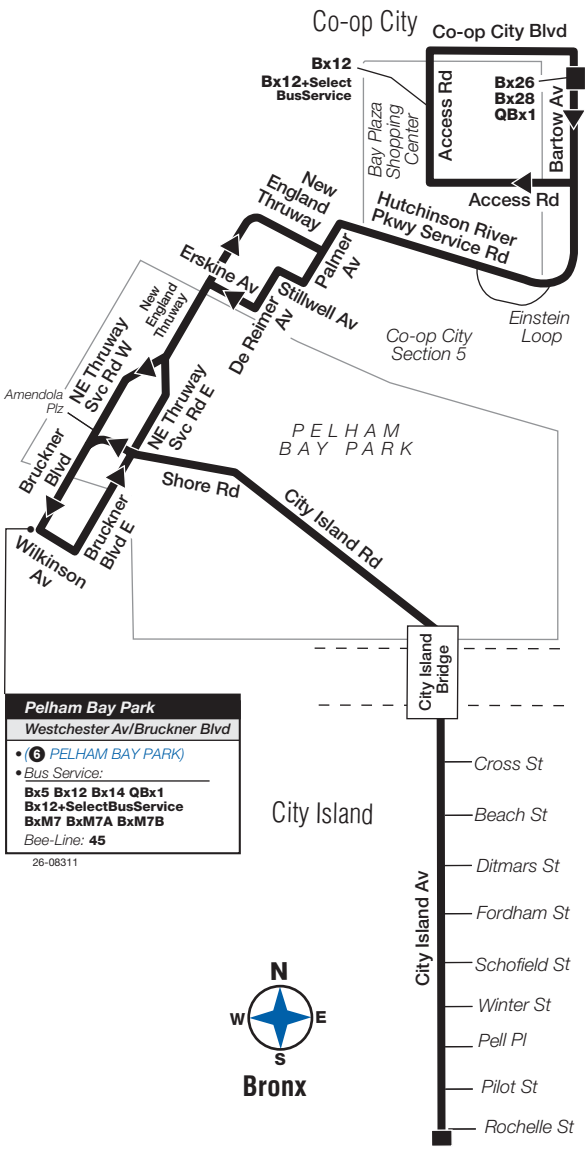 Co-op City
Co-op City Blvd
Bx12
Bx12+Select
BusService
Access Rd
Bx26
Bx28
QBx1
Bartow Av
Bay Plaza
Shopping
Center
Access Rd
New
England
Thruway
Hutchinson River
Pkwy Service Rd
Palmer
Av
Erskine Av
Stillwell Av
De Reimer
Av
Einstein
Loop
Co-op City
Section 5
New
England
Thruway
NE Thruway
Svc Rd W
Amendola
Plz
NE Thruway
Svc Rd E
PELHAM
BAY PARK
Bruckner
Blvd
Shore Rd
City Island Rd
Bruckner
Blvd E
Wilkinson
Av
City Island
Bridge
Pelham Bay Park
Westchester Av/Bruckner Blvd
• (6 PELHAM BAY PARK)
• Bus Service:
Bx5 Bx12 Bx14 QBx1
Bx12+SelectBusService
BxM7 BxM7A BxM7B
Bee-Line: 45
26-08311
City Island
City Island Av
Cross St
Beach St
Ditmars St
Fordham St
Schofield St
Winter St
Pell Pl
Pilot St
Rochelle St
N
W
E
S
Bronx